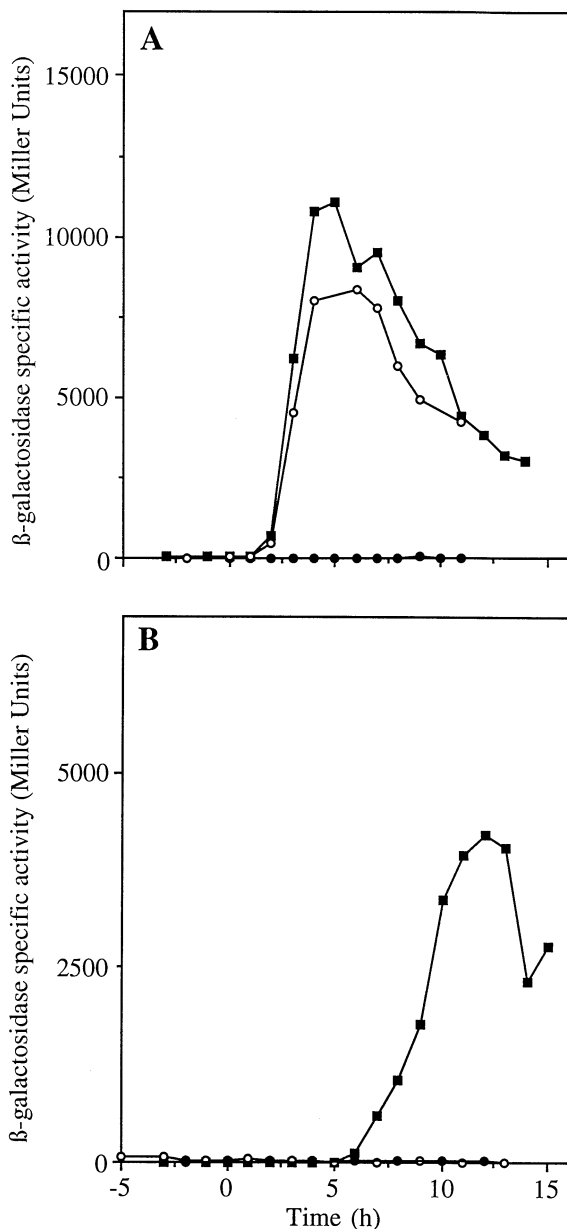 A
ß-galactosidase specific activity (Miller Units)
15000
10000
5000
0
B
ß-galactosidase specific activity (Miller Units)
5000
2500
0
-5 0 5 10 15
Time (h)